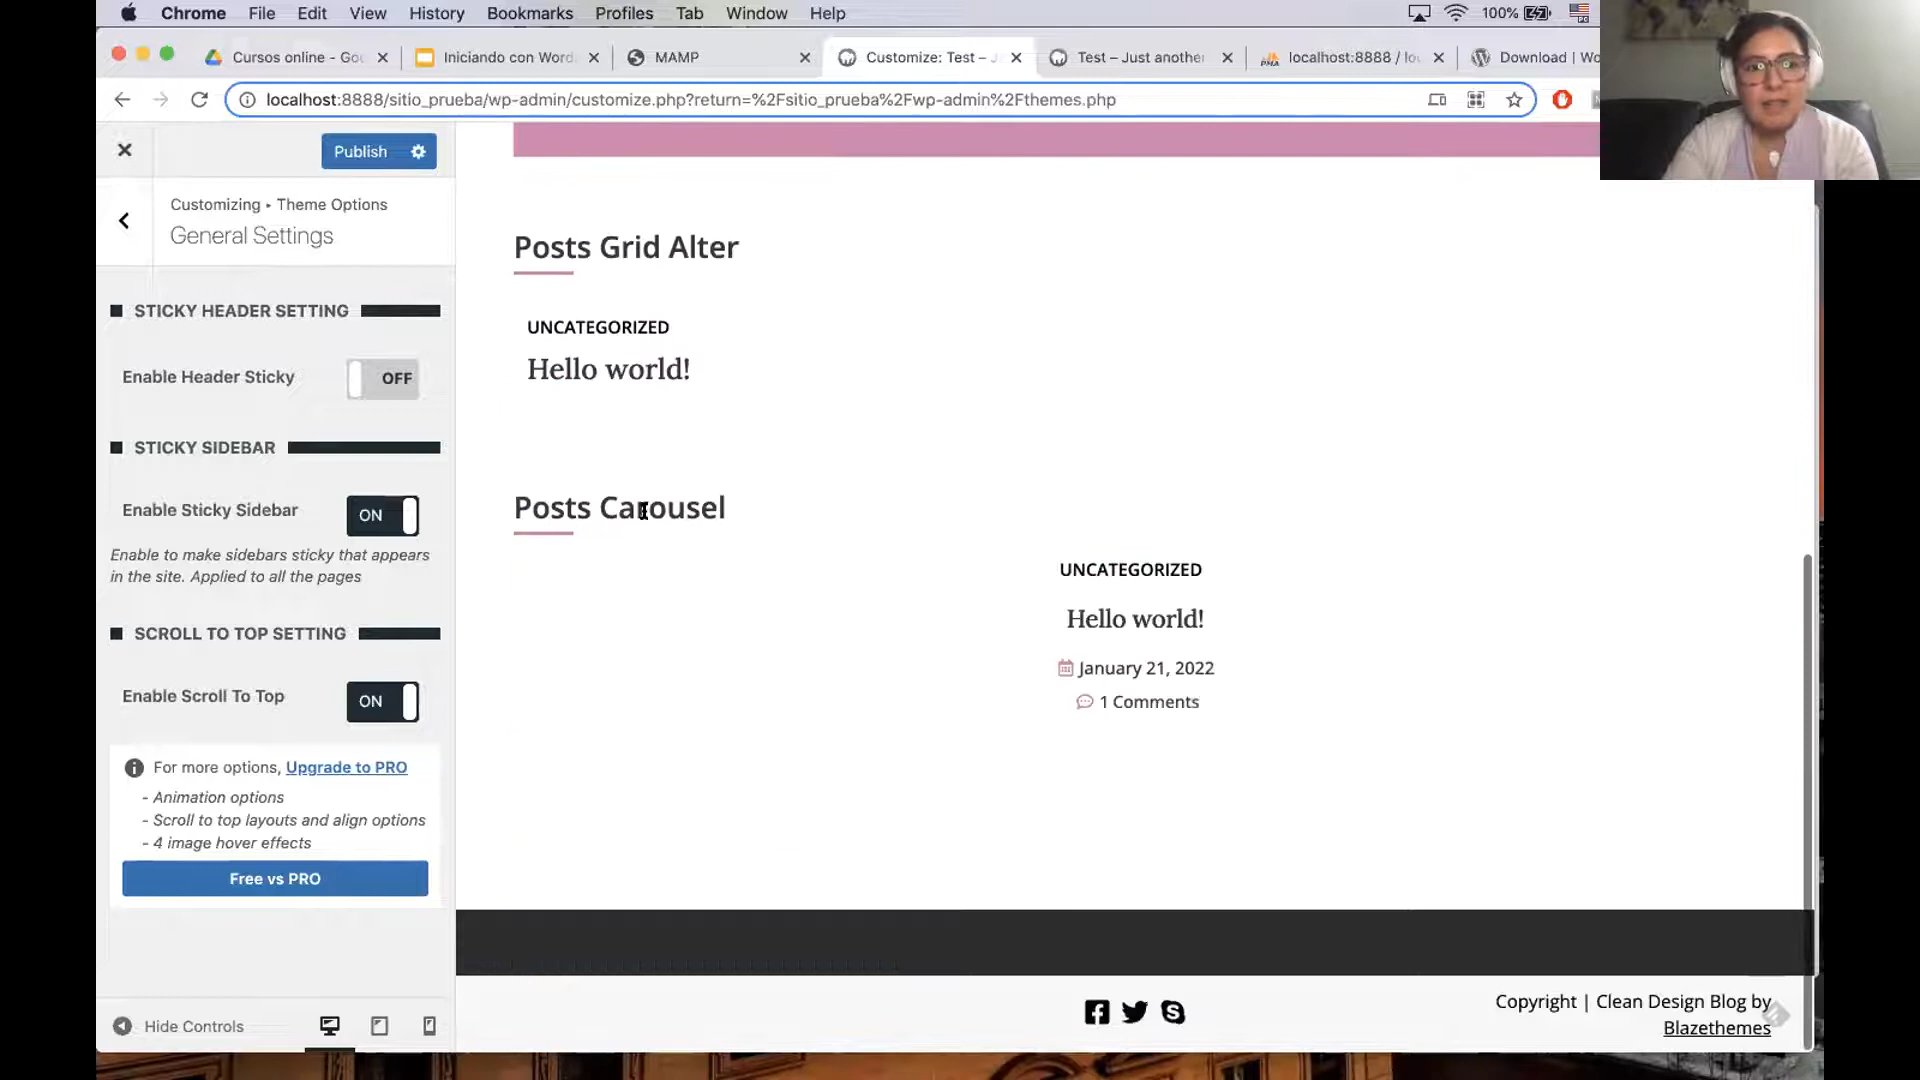 Chrome File Edit View History Bookmarks Profiles Tab Window Help 100%
Cursos online - Goo Iniciando con Word MAMP Customize: Test – J Test – Just another localhost:8888 / lo Download | Wo
localhost:8888/sitio_prueba/wp-admin/customize.php?return=%2Fsitio_prueba%2Fwp-admin%2Fthemes.php
Publish
Customizing ▸ Theme Options
General Settings
STICKY HEADER SETTING
Enable Header Sticky OFF
STICKY SIDEBAR
Enable Sticky Sidebar ON
Enable to make sidebars sticky that appears
in the site. Applied to all the pages
SCROLL TO TOP SETTING
Enable Scroll To Top ON
For more options, Upgrade to PRO
- Animation options
- Scroll to top layouts and align options
- 4 image hover effects
Free vs PRO
Hide Controls
Posts Grid Alter
UNCATEGORIZED
Hello world!
Posts Carousel
UNCATEGORIZED
Hello world!
January 21, 2022
1 Comments
Copyright | Clean Design Blog by
Blazethemes